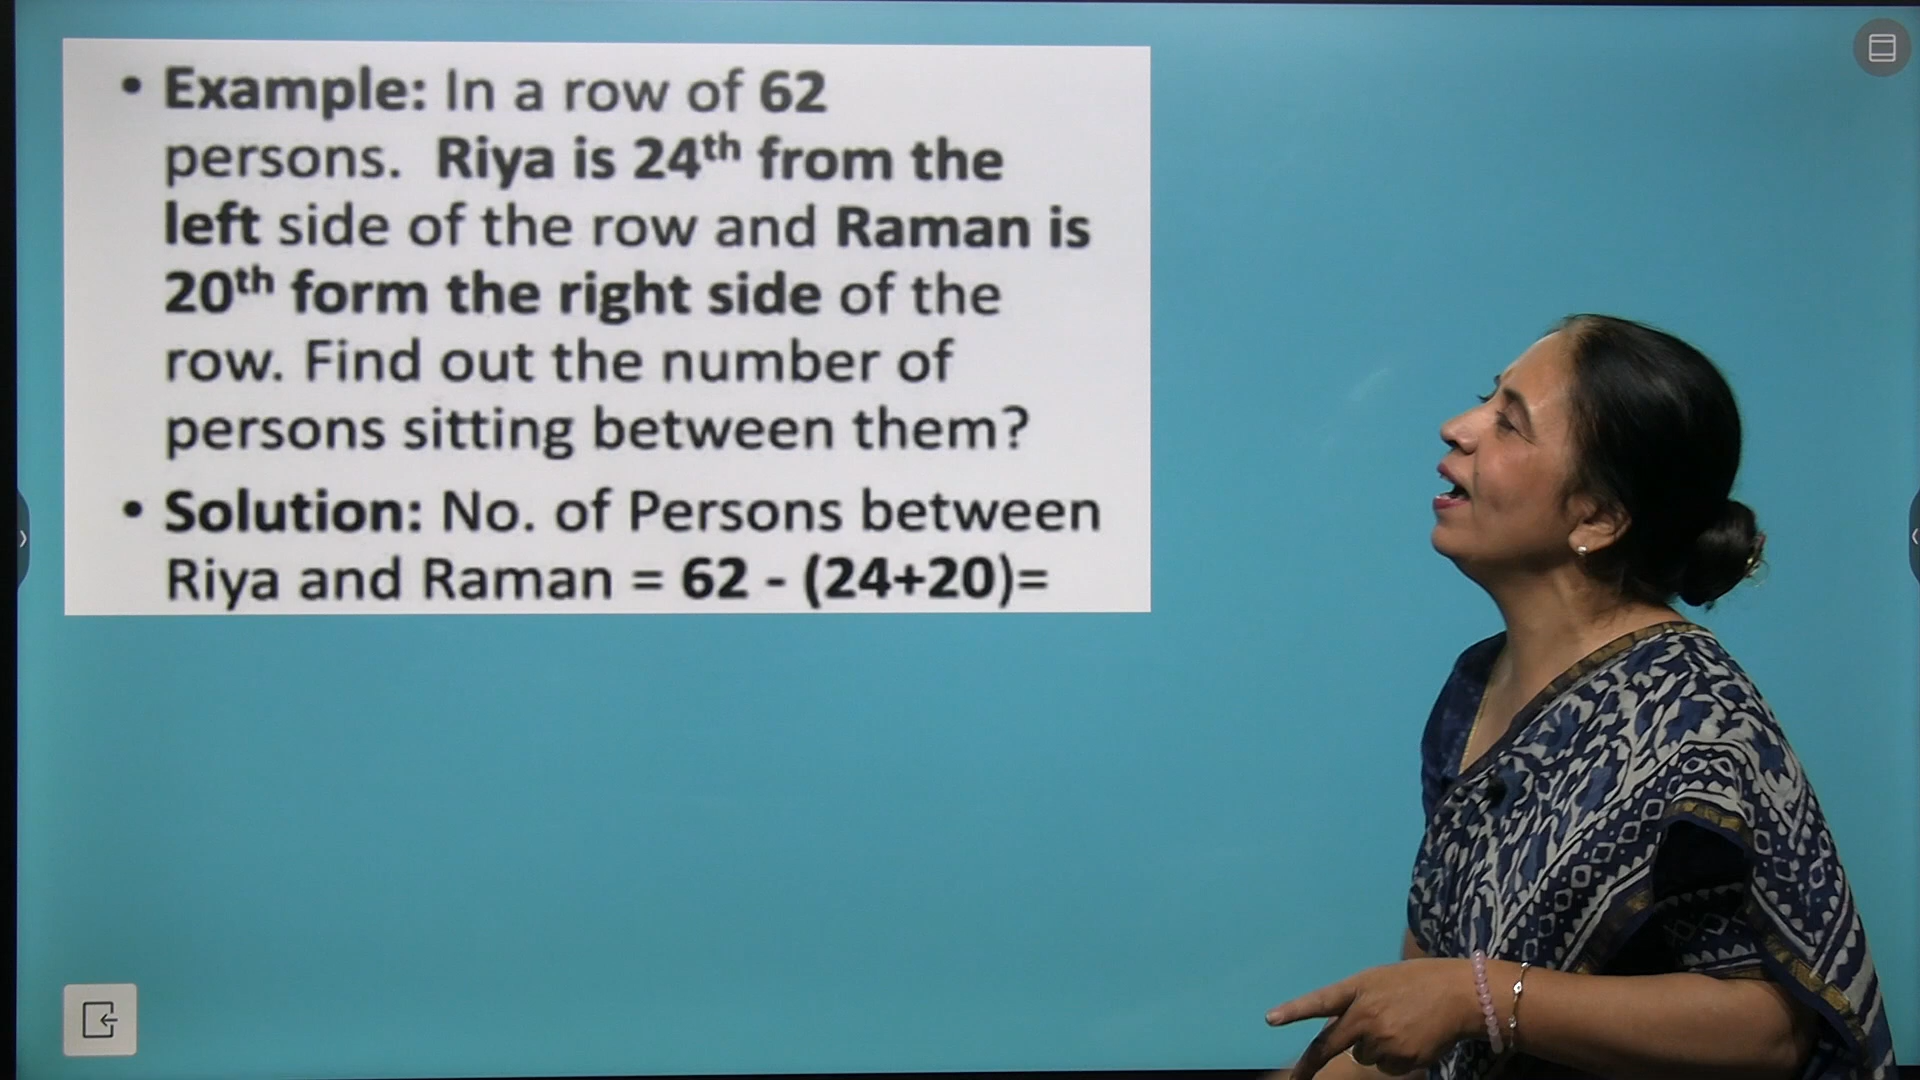 • Example: In a row of 62
persons. Riya is 24th from the
left side of the row and Raman is
20th form the right side of the
row. Find out the number of
persons sitting between them?
• Solution: No. of Persons between
Riya and Raman = 62 - (24+20)=